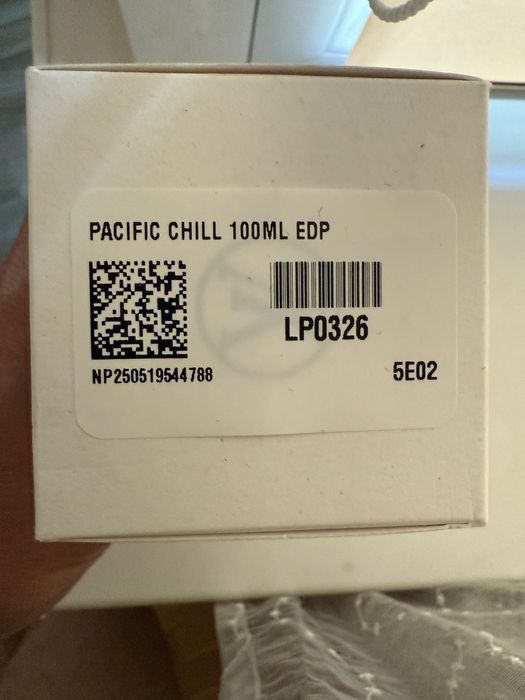 PACIFIC CHILL 100ML EDP
LP0326
NP250519544788
5E02